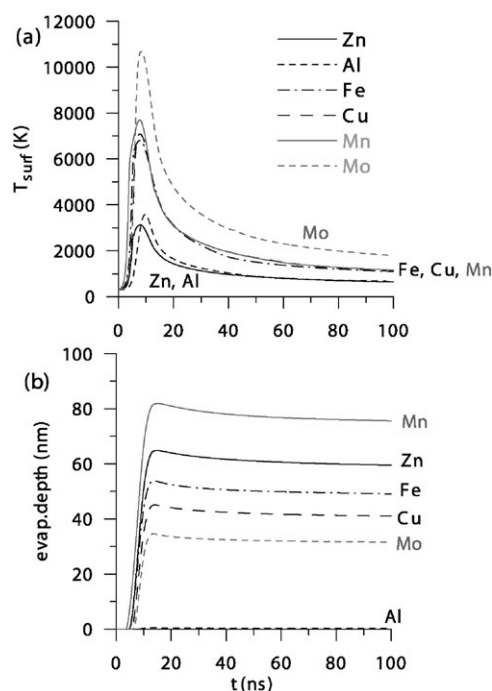 (a)
12000
10000
8000
6000
4000
2000
0
T_surf (K)
Zn
Al
Fe
Cu
Mn
Mo
Mo
Zn, Al
Fe, Cu, Mn
0 20 40 60 80 100
(b)
100
80
60
40
20
0
evap.depth (nm)
Mn
Zn
Fe
Cu
Mo
Al
0 20 40 60 80 100
t (ns)